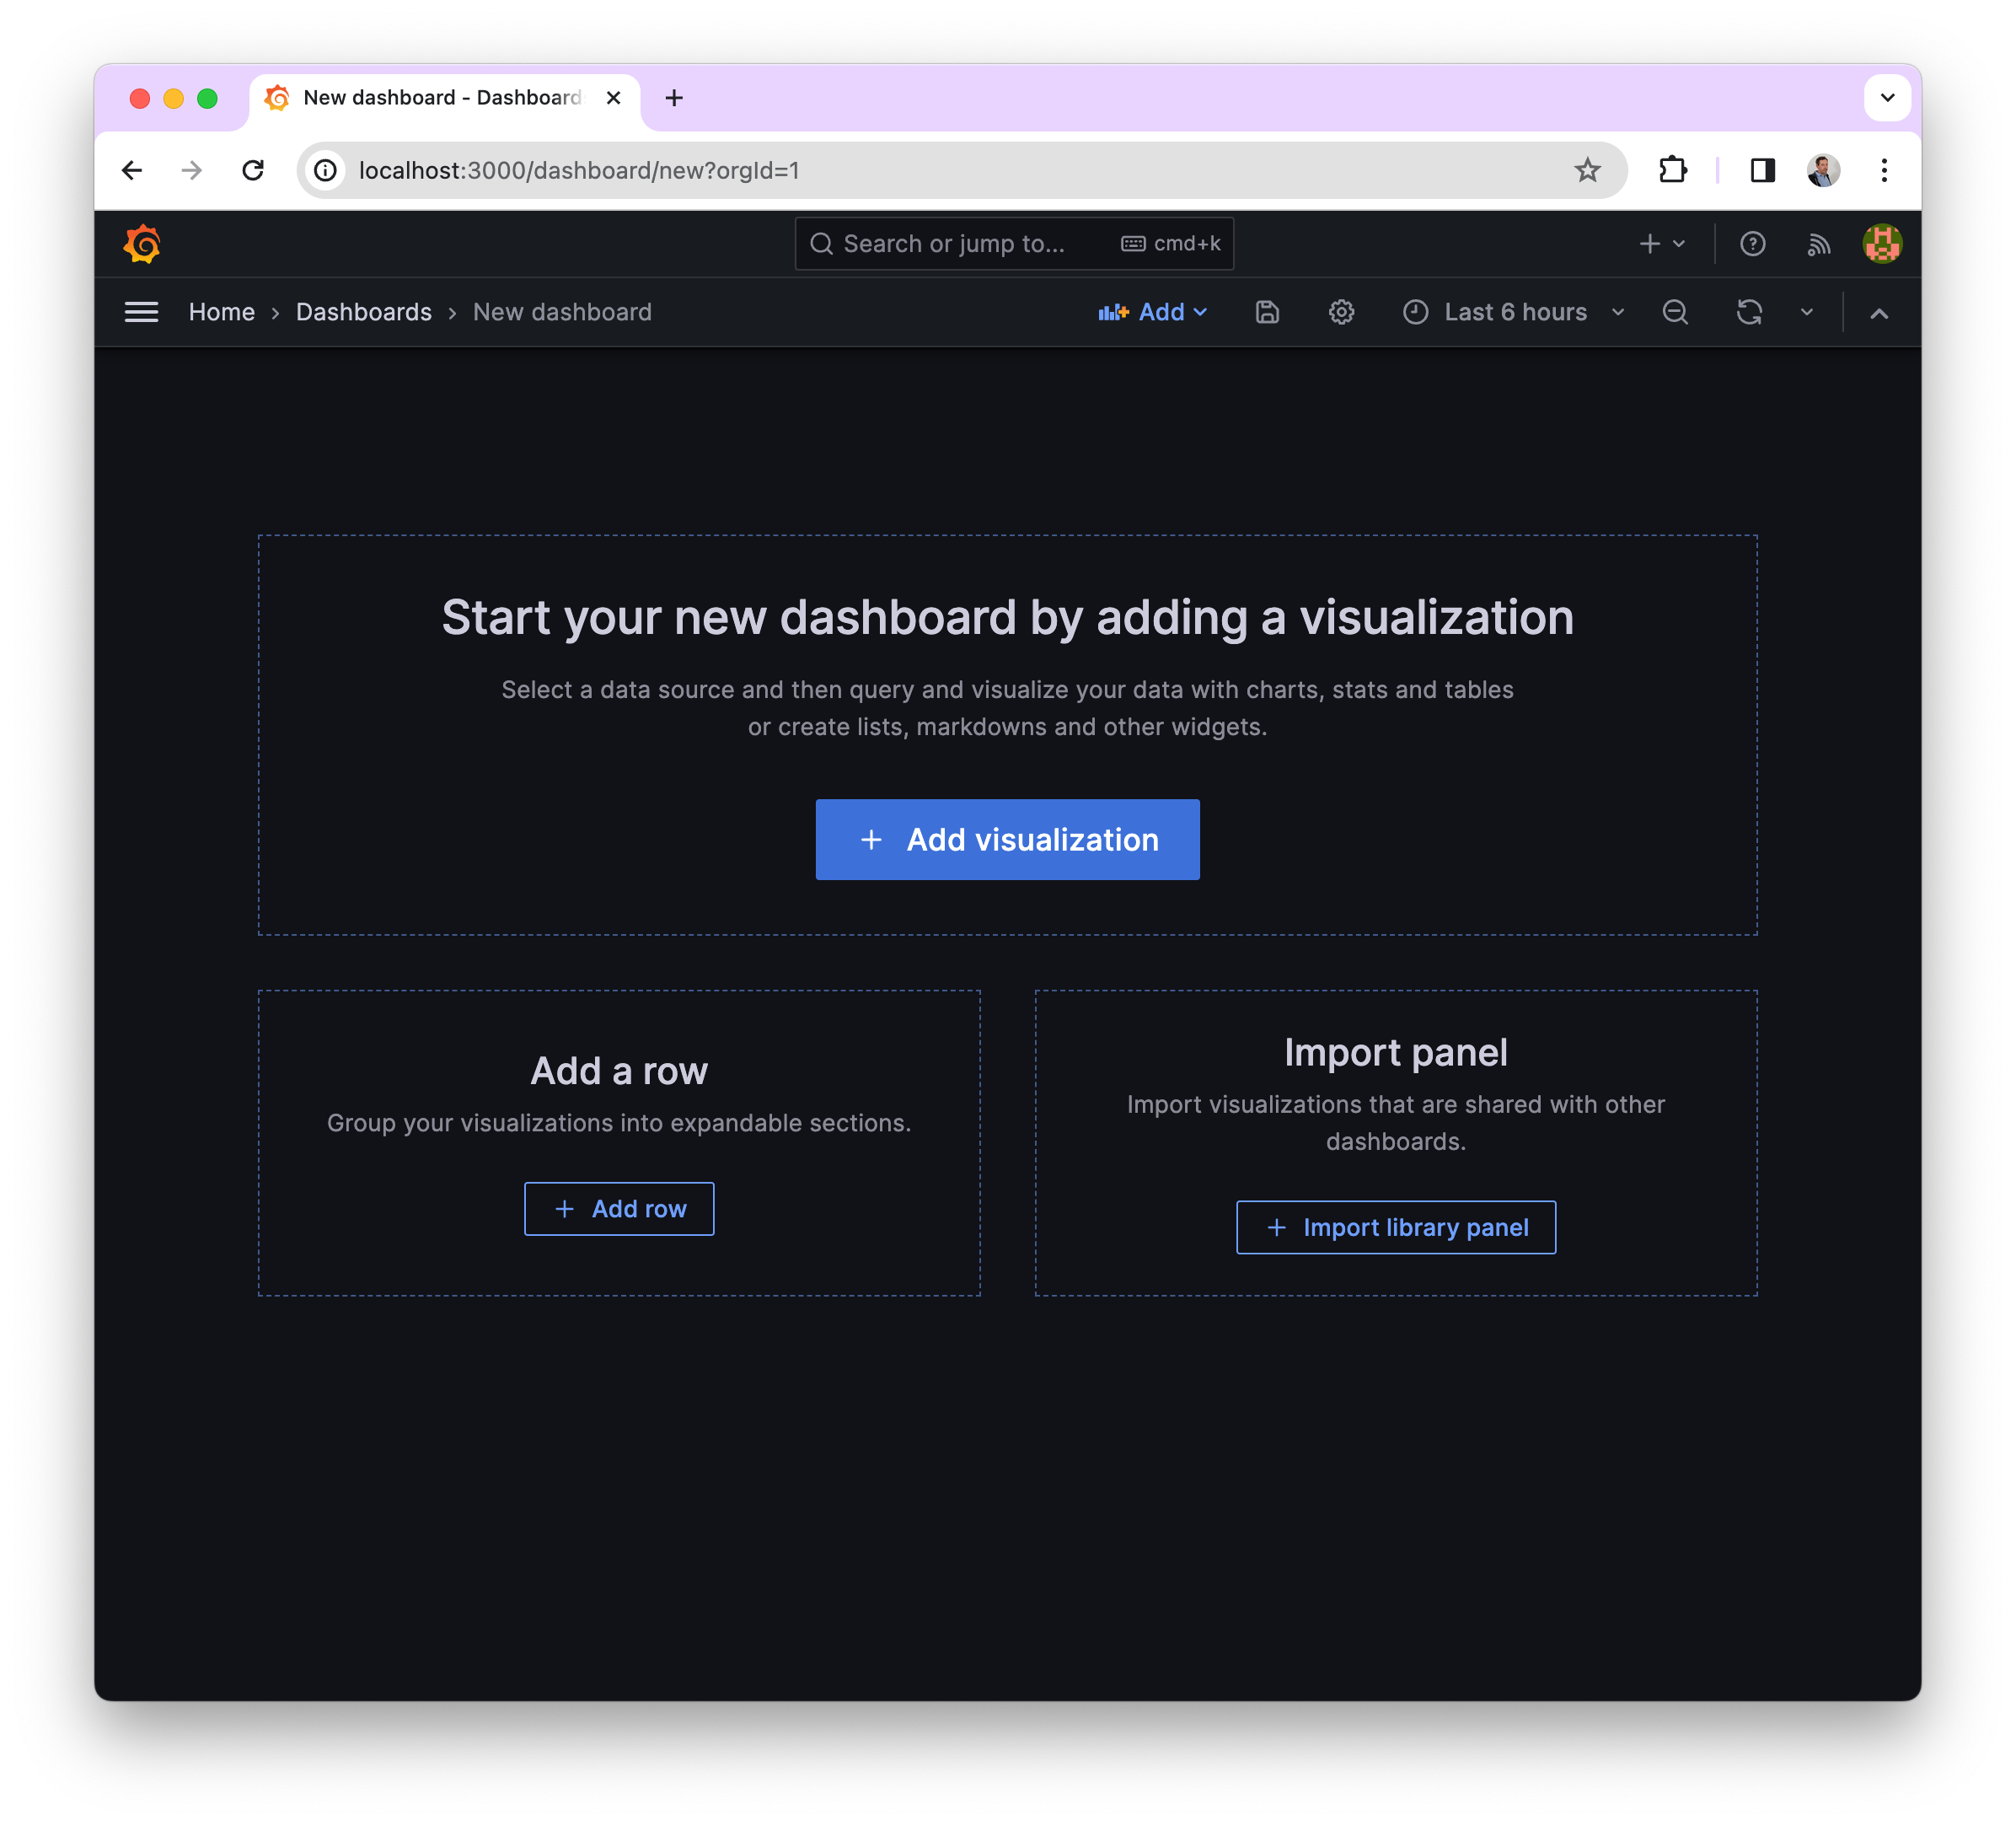 New dashboard - Dashboard
localhost:3000/dashboard/new?orgId=1
Search or jump to...
cmd+k
Home › Dashboards › New dashboard
Add
Last 6 hours
Start your new dashboard by adding a visualization
Select a data source and then query and visualize your data with charts, stats and tables
or create lists, markdowns and other widgets.
+ Add visualization
Add a row
Group your visualizations into expandable sections.
+ Add row
Import panel
Import visualizations that are shared with other
dashboards.
+ Import library panel